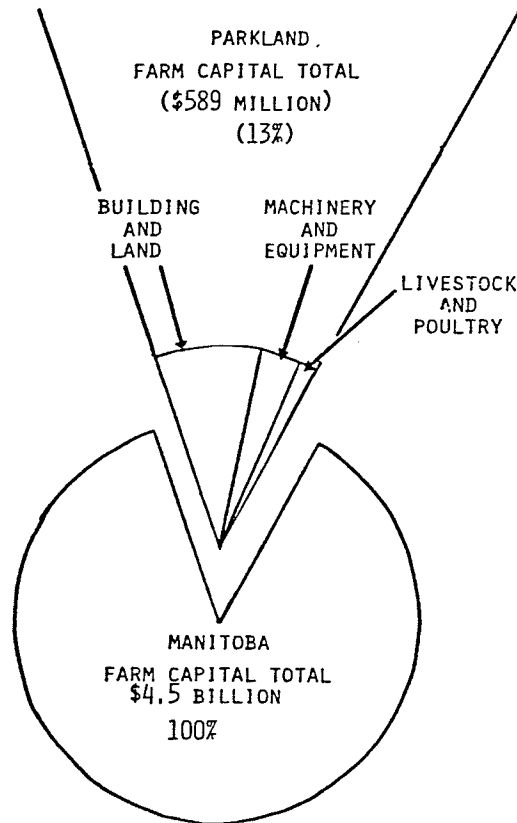 PARKLAND.
FARM CAPITAL TOTAL
($589 MILLION)
(13%)
BUILDING
AND
LAND
MACHINERY
AND
EQUIPMENT
LIVESTOCK
AND
POULTRY
MANITOBA
FARM CAPITAL TOTAL
$4.5 BILLION
100%